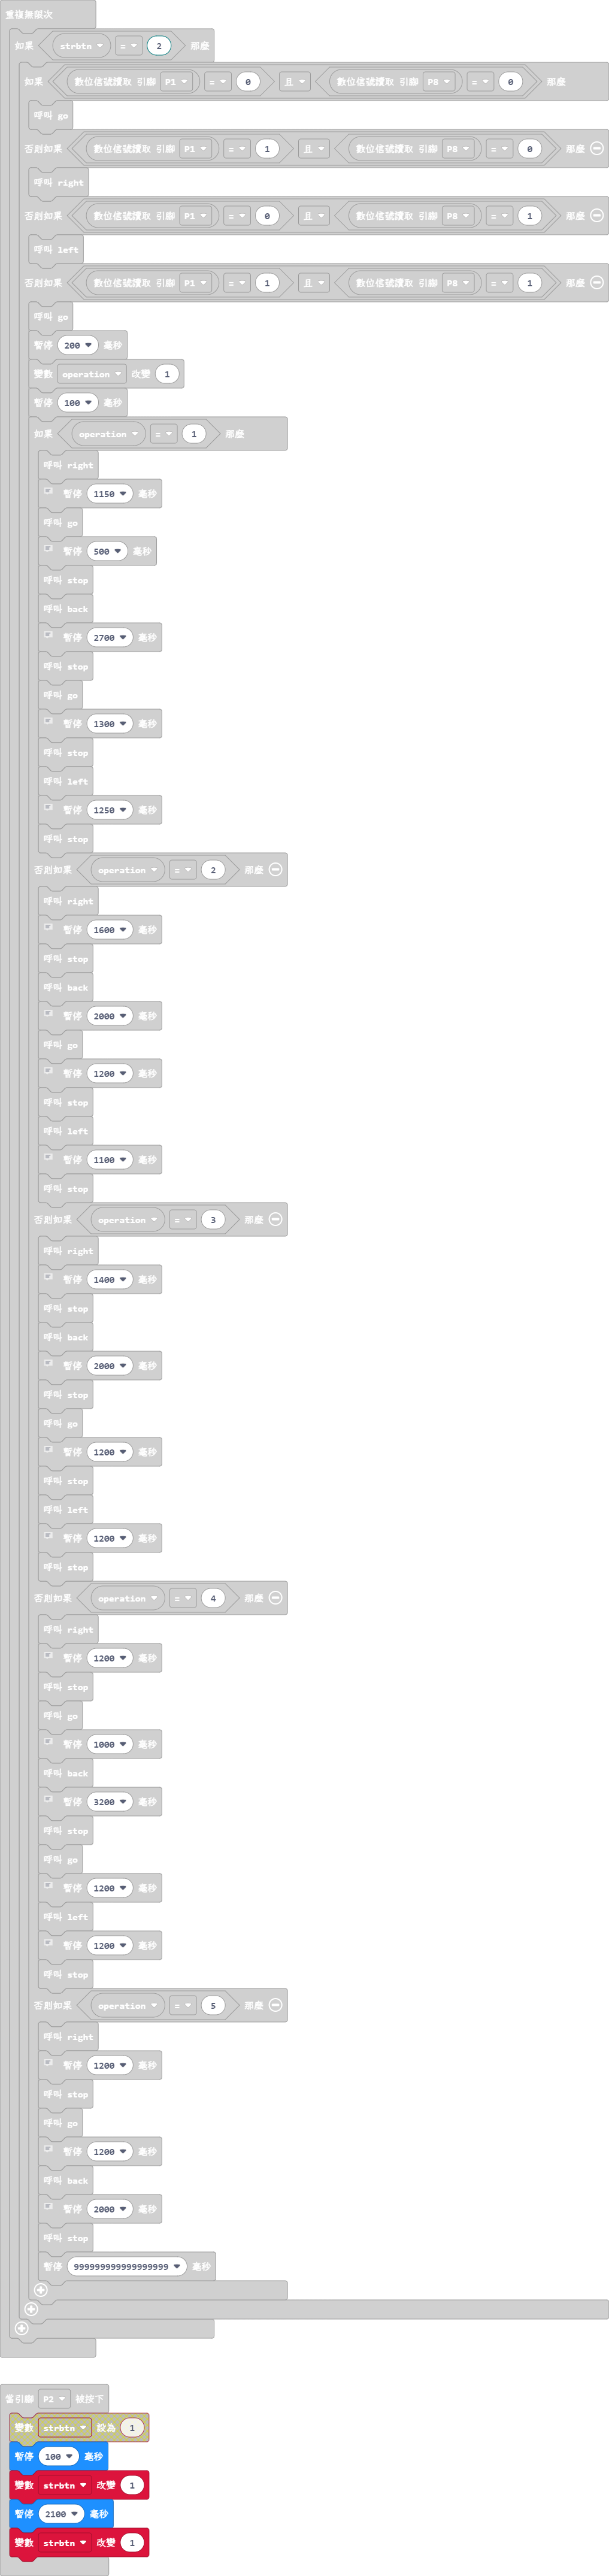 重複無限次
如果 strbtn = 2 那麼
如果 數位信號讀取 引腳 P1 = 0 且 數位信號讀取 引腳 P8 = 0 那麼
呼叫 go
否則如果 數位信號讀取 引腳 P1 = 1 且 數位信號讀取 引腳 P8 = 0 那麼
呼叫 right
否則如果 數位信號讀取 引腳 P1 = 0 且 數位信號讀取 引腳 P8 = 1 那麼
呼叫 left
否則如果 數位信號讀取 引腳 P1 = 1 且 數位信號讀取 引腳 P8 = 1 那麼
呼叫 go
暫停 200 毫秒
變數 operation 改變 1
暫停 100 毫秒
如果 operation = 1 那麼
呼叫 right
暫停 1150 毫秒
呼叫 go
暫停 500 毫秒
呼叫 stop
呼叫 back
暫停 2700 毫秒
呼叫 stop
呼叫 go
暫停 1300 毫秒
呼叫 stop
呼叫 left
暫停 1250 毫秒
呼叫 stop
否則如果 operation = 2 那麼
呼叫 right
暫停 1600 毫秒
呼叫 stop
呼叫 back
暫停 2000 毫秒
呼叫 go
暫停 1200 毫秒
呼叫 stop
呼叫 left
暫停 1100 毫秒
呼叫 stop
否則如果 operation = 3 那麼
呼叫 right
暫停 1400 毫秒
呼叫 stop
呼叫 back
暫停 2000 毫秒
呼叫 stop
呼叫 go
暫停 1200 毫秒
呼叫 stop
呼叫 left
暫停 1200 毫秒
呼叫 stop
否則如果 operation = 4 那麼
呼叫 right
暫停 1200 毫秒
呼叫 stop
呼叫 go
暫停 1000 毫秒
呼叫 back
暫停 3200 毫秒
呼叫 stop
呼叫 go
暫停 1200 毫秒
呼叫 left
暫停 1200 毫秒
呼叫 stop
否則如果 operation = 5 那麼
呼叫 right
暫停 1200 毫秒
呼叫 stop
呼叫 go
暫停 1200 毫秒
呼叫 back
暫停 2000 毫秒
呼叫 stop
暫停 999999999999999999 毫秒
當引腳 P2 被按下
變數 strbtn 設為 1
暫停 100 毫秒
變數 strbtn 改變 1
暫停 2100 毫秒
變數 strbtn 改變 1